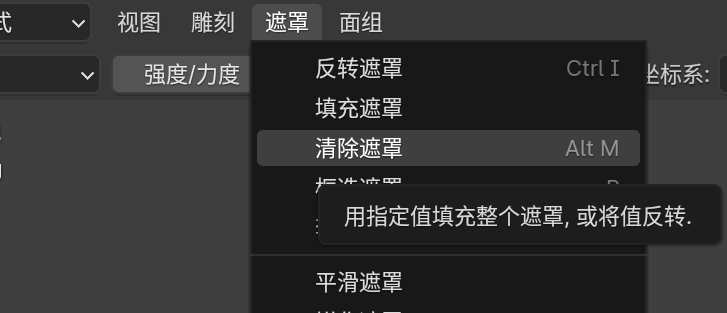 式 视图 雕刻 遮罩 面组
强度/力度 坐标系:
反转遮罩 Ctrl I
填充遮罩
清除遮罩 Alt M
用指定值填充整个遮罩, 或将值反转.
平滑遮罩